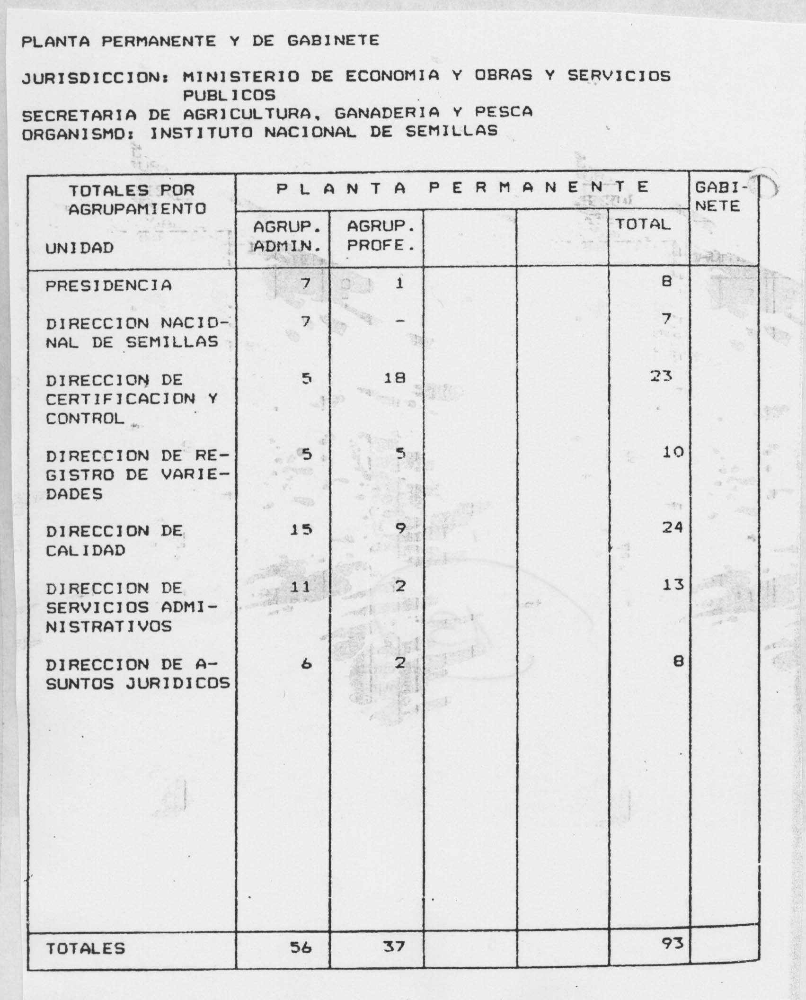 PLANTA PERMANENTE Y DE GABINETE
JURISDICCION: MINISTERIO DE ECONOMIA Y OBRAS Y SERVICIOS
PUBLICOS
SECRETARIA DE AGRICULTURA, GANADERIA Y PESCA
ORGANISMO: INSTITUTO NACIONAL DE SEMILLAS
TOTALES POR P L A N T A P E R M A N E N T E GABI-
AGRUPAMIENTO NETE
AGRUP. AGRUP. TOTAL
UNIDAD ADMIN. PROFE.
PRESIDENCIA 7 1 8
DIRECCION NACIO- 7 - 7
NAL DE SEMILLAS
DIRECCION DE 5 18 23
CERTIFICACION Y
CONTROL
DIRECCION DE RE- 5 5 10
GISTRO DE VARIE-
DADES
DIRECCION DE 15 9 24
CALIDAD
DIRECCION DE 11 2 13
SERVICIOS ADMI-
NISTRATIVOS
DIRECCION DE A- 6 2 8
SUNTOS JURIDICOS
TOTALES 56 37 93